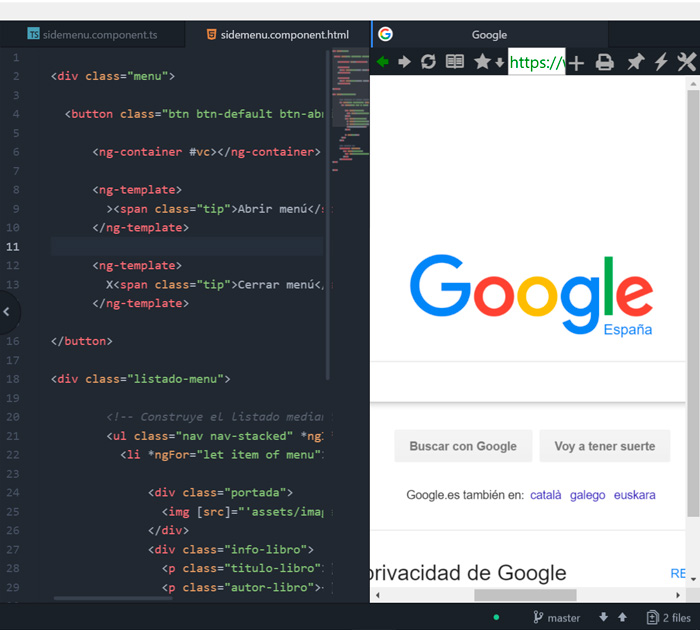 sidemenu.component.ts
sidemenu.component.html
1
2 <div class="menu">
3
4 <button class="btn btn-default btn-ab
5
6 <ng-container #vc></ng-container>
7
8 <ng-template>
9 ><span class="tip">Abrir menú</
10 </ng-template>
11
12 <ng-template>
13 X<span class="tip">Cerrar menú<
</ng-template>
16 </button>
17
18 <div class="listado-menu">
19
20 <!-- Construye el listado media
21 <ul class="nav nav-stacked" *ng
22 <li *ngFor="let item of menu"
23
24 <div class="portada">
25 <img [src]="'assets/ima
26 </div>
27 <div class="info-libro">
28 <p class="titulo-libro"
29 <p class="autor-libro">
Google
https://
Google
España
Buscar con Google
Voy a tener suerte
Google.es también en: català galego euskara
privacidad de Google
RE
master
2 files